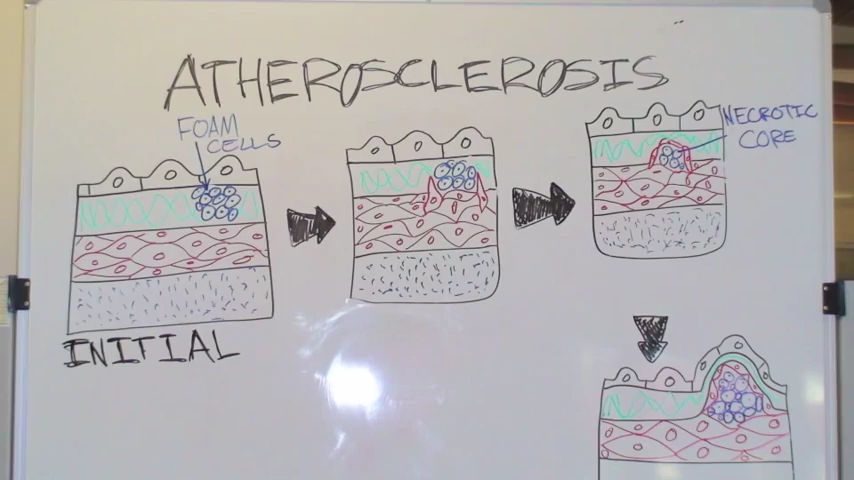 ATHEROSCLEROSIS
FOAM
CELLS
NECROTIC
CORE
INITIAL